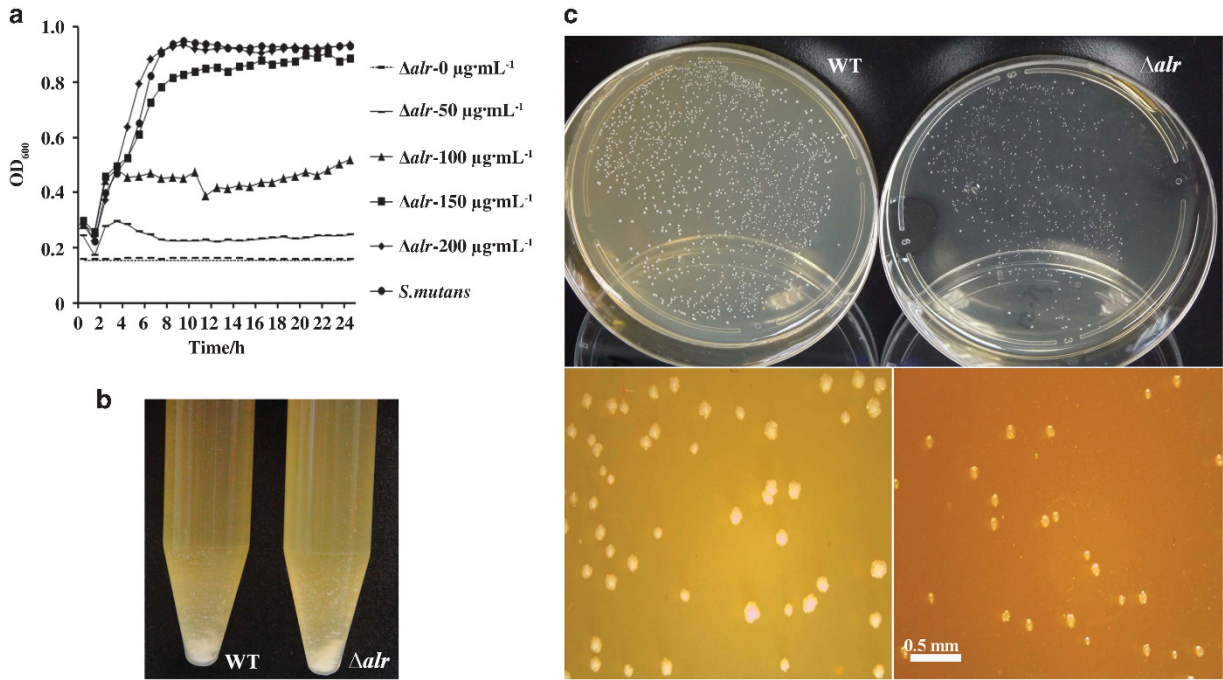 a
1.0
0.8
0.6
0.4
0.2
0
OD600
0 2 4 6 8 10 12 14 16 18 20 22 24
Time/h
Δalr-0 µg·mL-1
Δalr-50 µg·mL-1
Δalr-100 µg·mL-1
Δalr-150 µg·mL-1
Δalr-200 µg·mL-1
S.mutans
b
WT
Δalr
c
WT
Δalr
0.5 mm